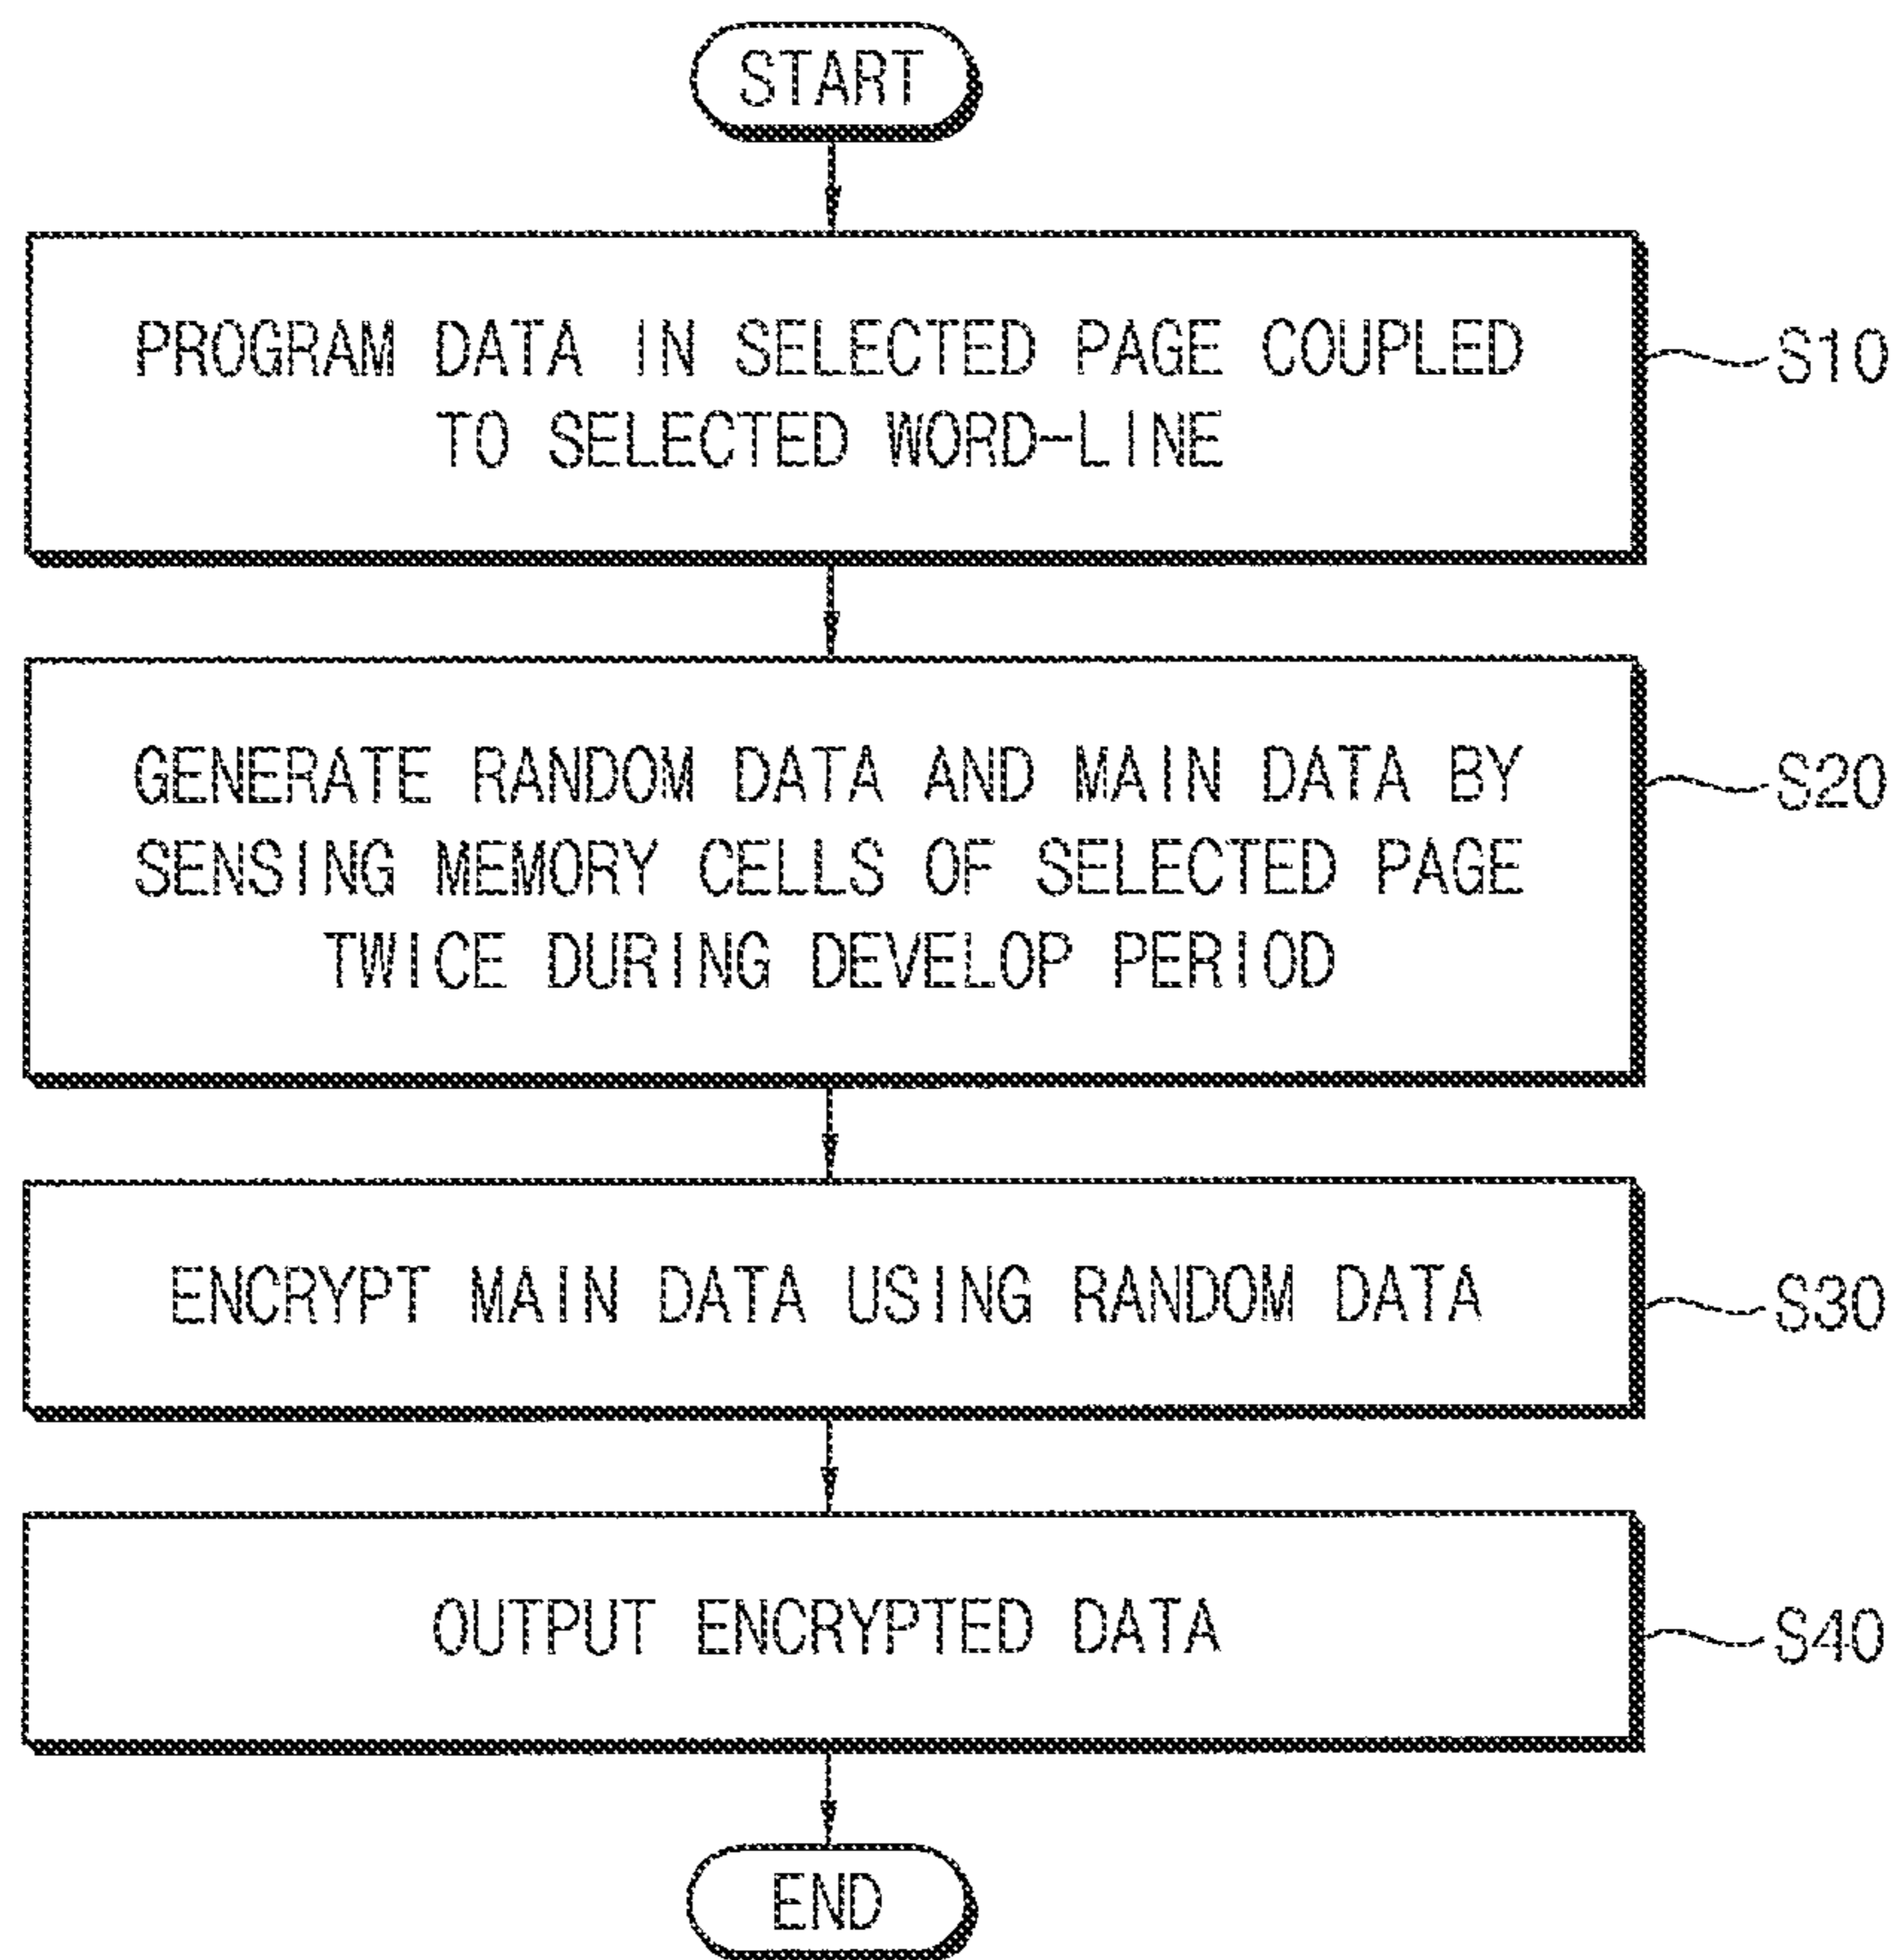 START
PROGRAM DATA IN SELECTED PAGE COUPLED
TO SELECTED WORD-LINE
S10
GENERATE RANDOM DATA AND MAIN DATA BY
SENSING MEMORY CELLS OF SELECTED PAGE
TWICE DURING DEVELOP PERIOD
S20
ENCRYPT MAIN DATA USING RANDOM DATA
S30
OUTPUT ENCRYPTED DATA
S40
END